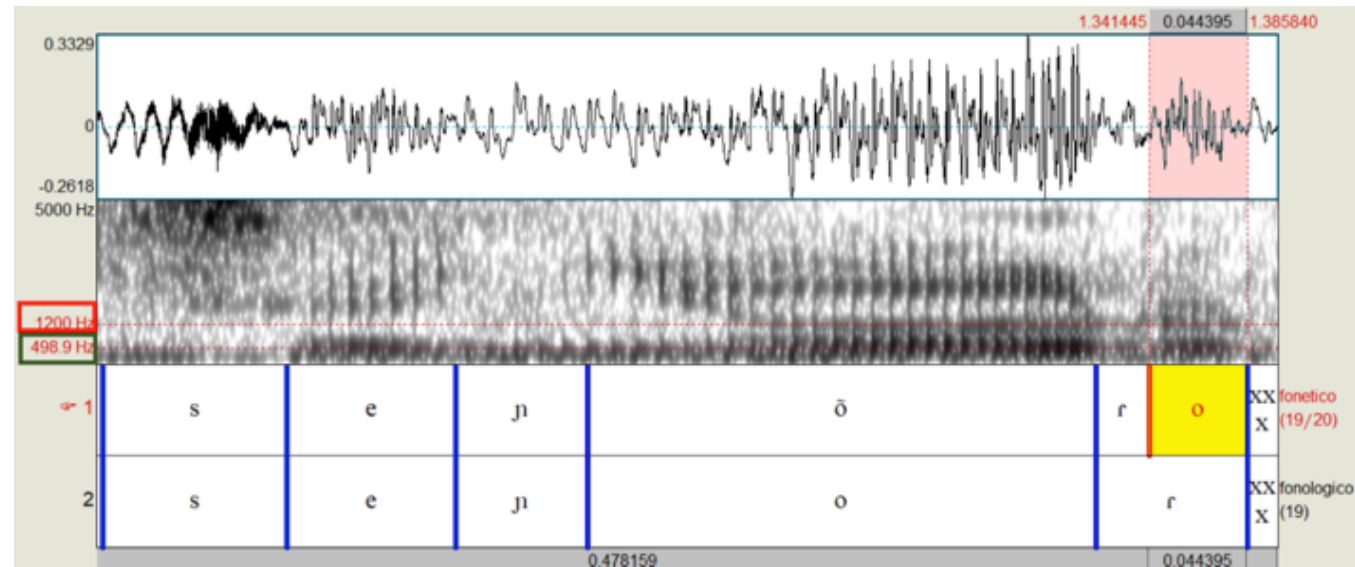 1.341445 0.044395 1.385840
0.3329
0
-0.2618
5000 Hz
1200 Hz
498.9 Hz
☞ 1 s e ɲ õ ɾ o XX fonetico
x (19/20)
2 s e ɲ o ɾ XX fonologico
x (19)
0.478159 0.044395